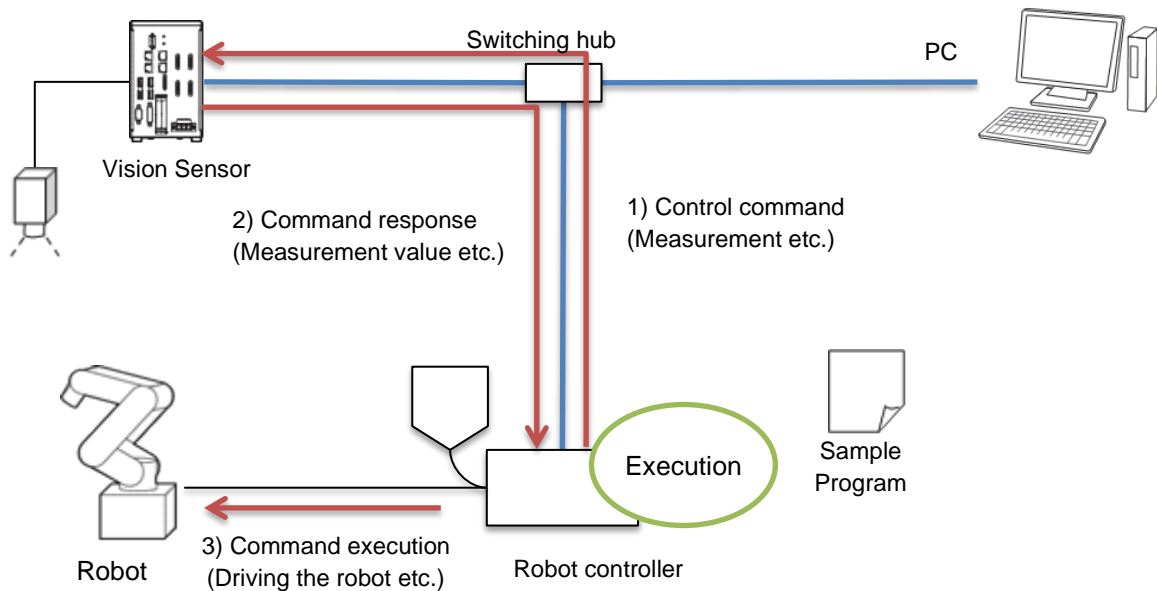 Switching hub
PC
Vision Sensor
2) Command response
(Measurement value etc.)
1) Control command
(Measurement etc.)
Execution
Sample
Program
3) Command execution
(Driving the robot etc.)
Robot
Robot controller